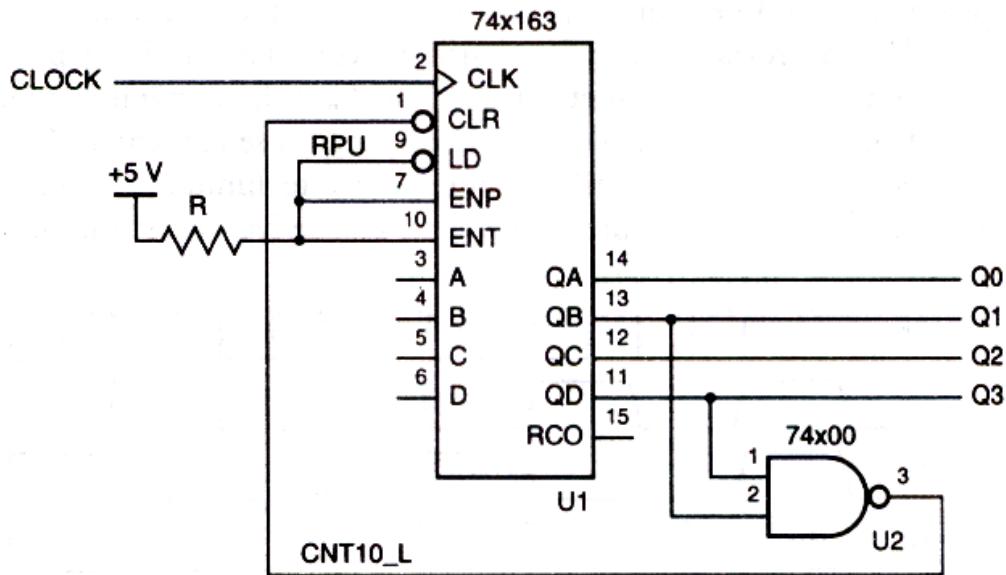 74x163
CLOCK
2
CLK
1
CLR
RPU
9
LD
+5 V
7
ENP
R
10
ENT
3
A
QA
14
Q0
4
B
QB
13
Q1
5
C
QC
12
Q2
6
D
QD
11
Q3
RCO
15
74x00
1
2
3
U1
U2
CNT10_L